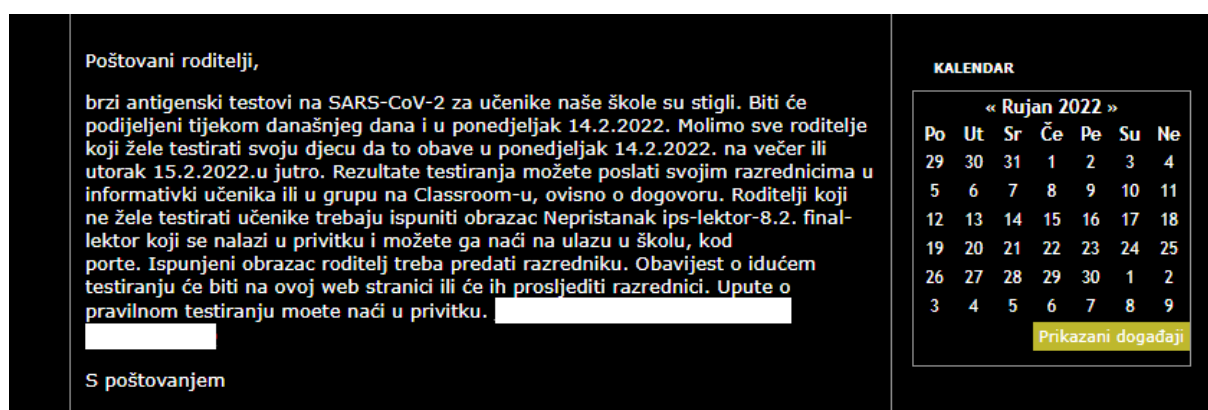 Poštovani roditelji,
brzi antigenski testovi na SARS-CoV-2 za učenike naše škole su stigli. Biti će
podijeljeni tijekom današnjeg dana i u ponedjeljak 14.2.2022. Molimo sve roditelje
koji žele testirati svoju djecu da to obave u ponedjeljak 14.2.2022. na večer ili
utorak 15.2.2022.u jutro. Rezultate testiranja možete poslati svojim razrednicima u
informativki učenika ili u grupu na Classroom-u, ovisno o dogovoru. Roditelji koji
ne žele testirati učenike trebaju ispuniti obrazac Nepristanak ips-lektor-8.2. final-
lektor koji se nalazi u privitku i možete ga naći na ulazu u školu, kod
porte. Ispunjeni obrazac roditelj treba predati razredniku. Obavijest o idućem
testiranju će biti na ovoj web stranici ili će ih prosljediti razrednici. Upute o
pravilnom testiranju moete naći u privitku.
S poštovanjem
KALENDAR
« Rujan 2022 »
Po Ut Sr Če Pe Su Ne
29 30 31 1 2 3 4
5 6 7 8 9 10 11
12 13 14 15 16 17 18
19 20 21 22 23 24 25
26 27 28 29 30 1 2
3 4 5 6 7 8 9
Prikazani događaji